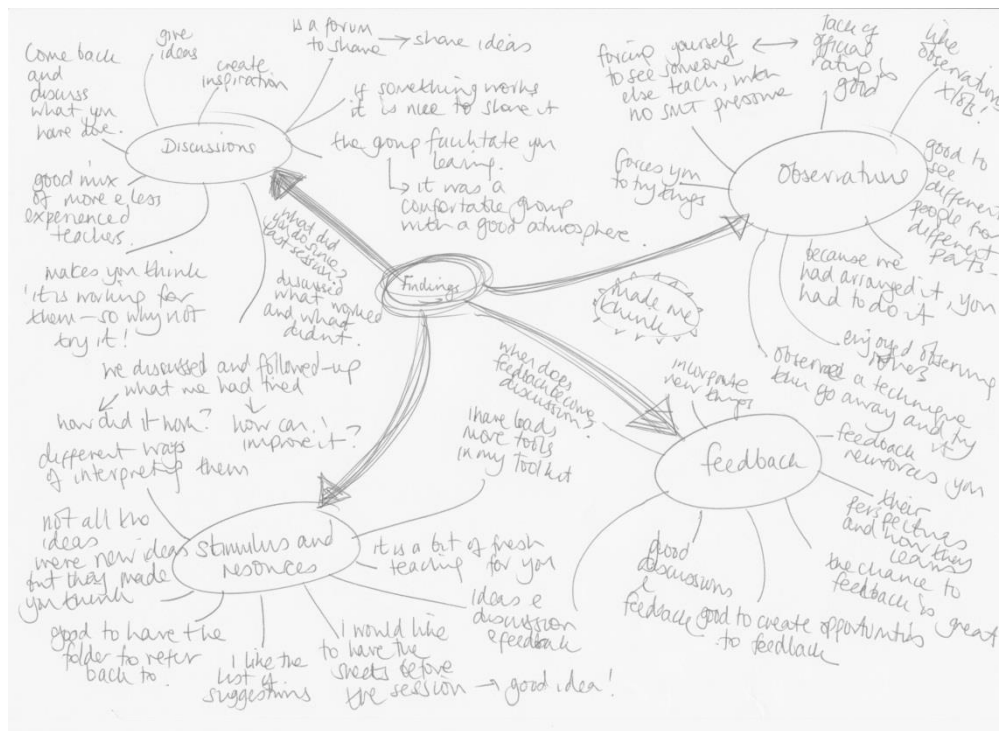 Findings
made me
think
Discussions
Come back
and
discuss
what you
have done.
give
ideas
create
inspiration
is a forum
to share → share ideas
if something works
it is nice to share it
the group facilitate you
leaning.
it was a
comfortable group
with a good atmosphere.
good mix
of more & less
experienced
teachers.
makes you think
'it is working for
them – so why not
try it!
what did
you do since
last session?
discussed
what worked
and what
didn't.
we discussed and followed-up
what we had tried
how did it work?
how can I
improve it?
Observations
forcing yourself
to see someone
else teach, with
no SMT pressure
lack of
official
rating is
good
like
observation
forces you
to try things
good to
see
different
people from
different
parts –
because we
had arranged it, you
had to do it
enjoyed observing
others
observed a technique
then go away and try
it
feedback
when does
feedback become
discussion?
incorporate
new things
feedback
reinforces you
their
perspectives
and how they
learn
the chance to
feedback is great
good to create opportunities
to feedback
good
discussions
&
feedback
ideas &
discussion
& feedback
Stimulus and
resources
different ways
of interpreting them
I have loads
more tools
in my toolkit
not all the
ideas
were new ideas
but they made
you think
it is a bit of fresh
teaching for you
good to have the
folder to refer
back to.
I like the
list of
suggestions
I would like
to have the
sheets before
the session → good idea!